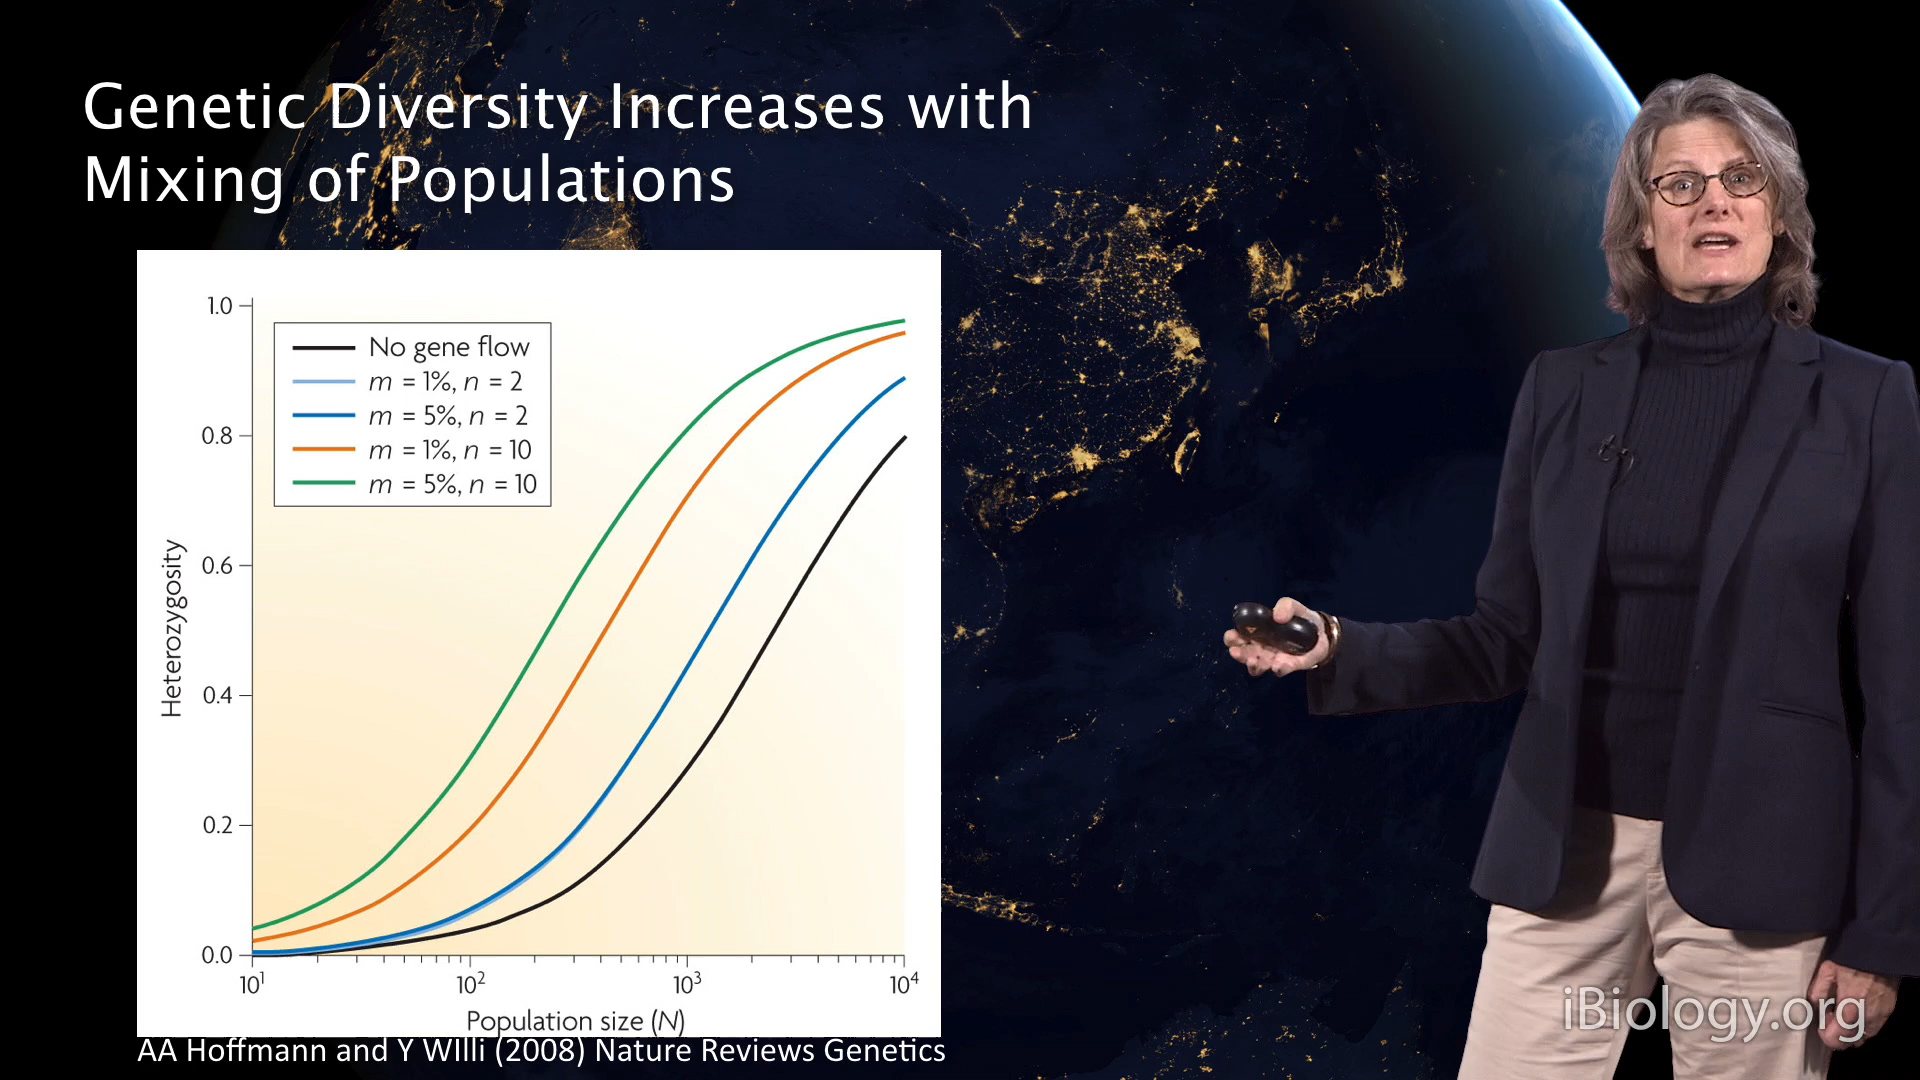 Genetic Diversity Increases with
Mixing of Populations
1.0
0.8
0.6
0.4
0.2
0.0
Heterozygosity
No gene flow
m = 1%, n = 2
m = 5%, n = 2
m = 1%, n = 10
m = 5%, n = 10
10¹ 10² 10³ 10⁴
Population size (N)
AA Hoffmann and Y WIlli (2008) Nature Reviews Genetics
iBiology.org